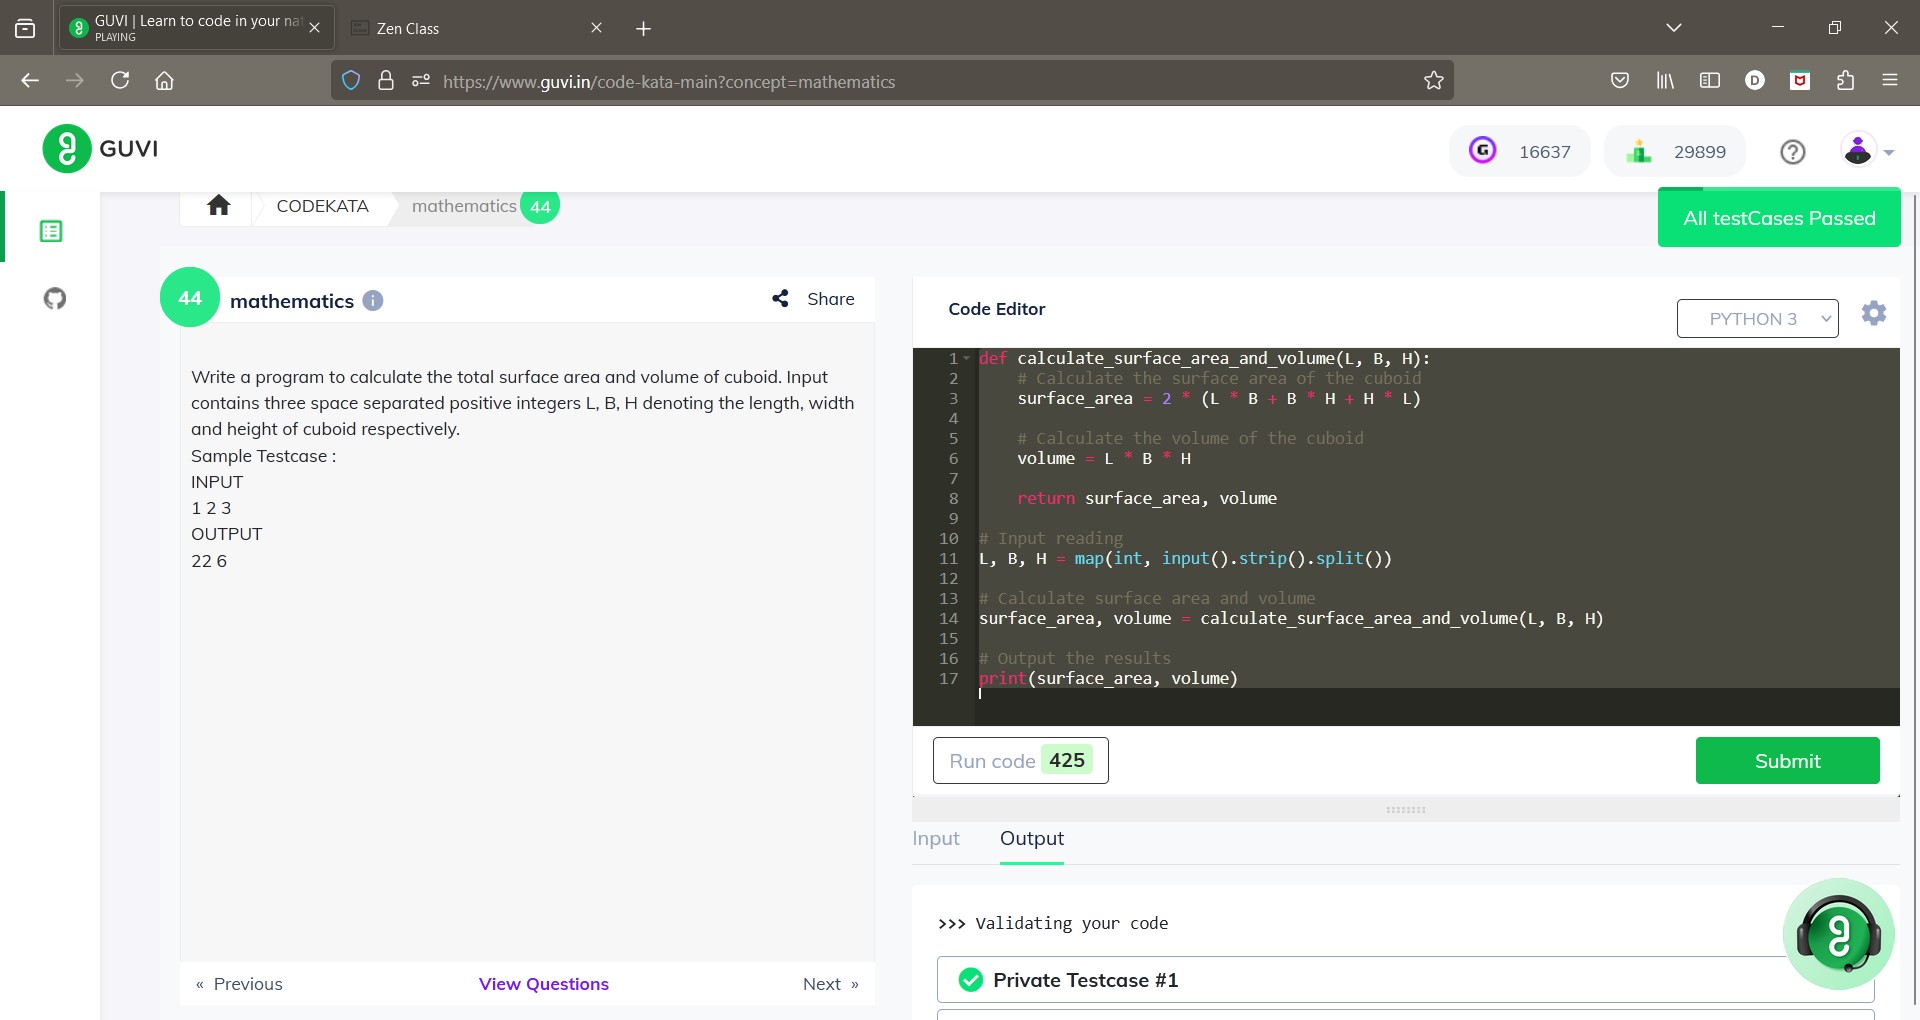 GUVI | Learn to code in your nat
PLAYING
Zen Class
https://www.guvi.in/code-kata-main?concept=mathematics
D
GUVI
G
16637
29899
CODEKATA
mathematics 44
All testCases Passed
44
mathematics
Share
Write a program to calculate the total surface area and volume of cuboid. Input
contains three space separated positive integers L, B, H denoting the length, width
and height of cuboid respectively.
Sample Testcase :
INPUT
1 2 3
OUTPUT
22 6
« Previous
View Questions
Next »
Code Editor
PYTHON 3
1 def calculate_surface_area_and_volume(L, B, H):
2     # Calculate the surface area of the cuboid
3     surface_area = 2 * (L * B + B * H + H * L)
4
5     # Calculate the volume of the cuboid
6     volume = L * B * H
7
8     return surface_area, volume
9
10 # Input reading
11 L, B, H = map(int, input().strip().split())
12
13 # Calculate surface area and volume
14 surface_area, volume = calculate_surface_area_and_volume(L, B, H)
15
16 # Output the results
17 print(surface_area, volume)
Run code 425
Submit
Input
Output
>>> Validating your code
Private Testcase #1